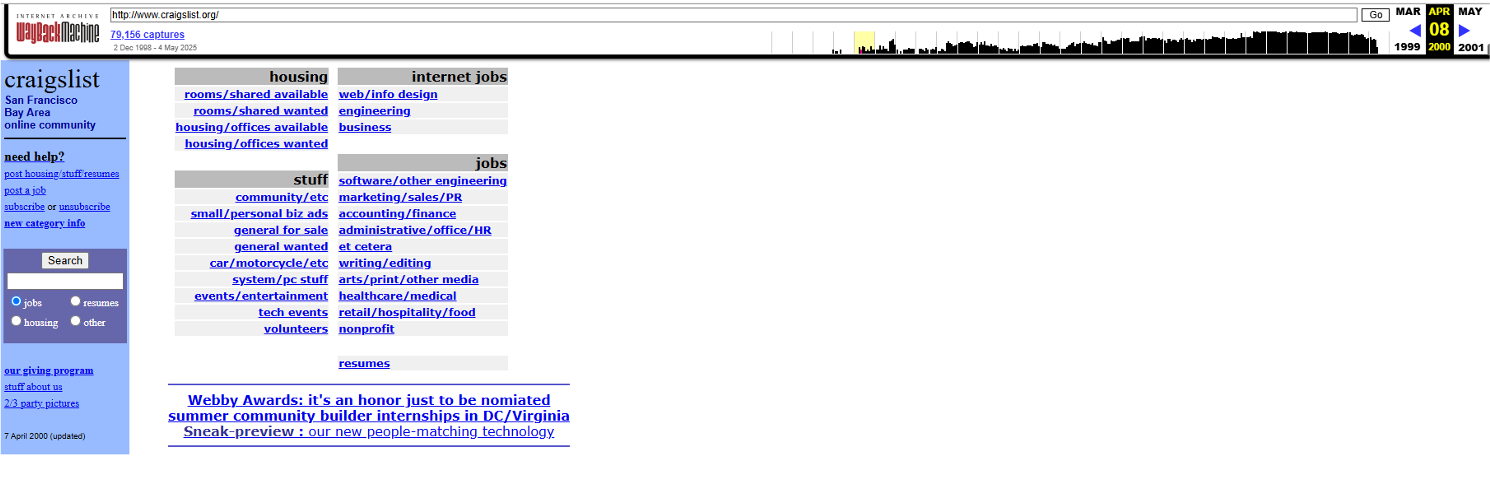 INTERNET ARCHIVE
WayBackMachine
http://www.craigslist.org/
Go
79,156 captures
2 Dec 1998 - 4 May 2025
MAR APR MAY
08
1999 2000 2001
craigslist
San Francisco
Bay Area
online community
need help?
post housing/stuff/resumes
post a job
subscribe or unsubscribe
new category info
Search
jobs resumes
housing other
our giving program
stuff about us
2/3 party pictures
7 April 2000 (updated)
housing
rooms/shared available
rooms/shared wanted
housing/offices available
housing/offices wanted
stuff
community/etc
small/personal biz ads
general for sale
general wanted
car/motorcycle/etc
system/pc stuff
events/entertainment
tech events
volunteers
internet jobs
web/info design
engineering
business
jobs
software/other engineering
marketing/sales/PR
accounting/finance
administrative/office/HR
et cetera
writing/editing
arts/print/other media
healthcare/medical
retail/hospitality/food
nonprofit
resumes
Webby Awards: it's an honor just to be nomiated
summer community builder internships in DC/Virginia
Sneak-preview : our new people-matching technology